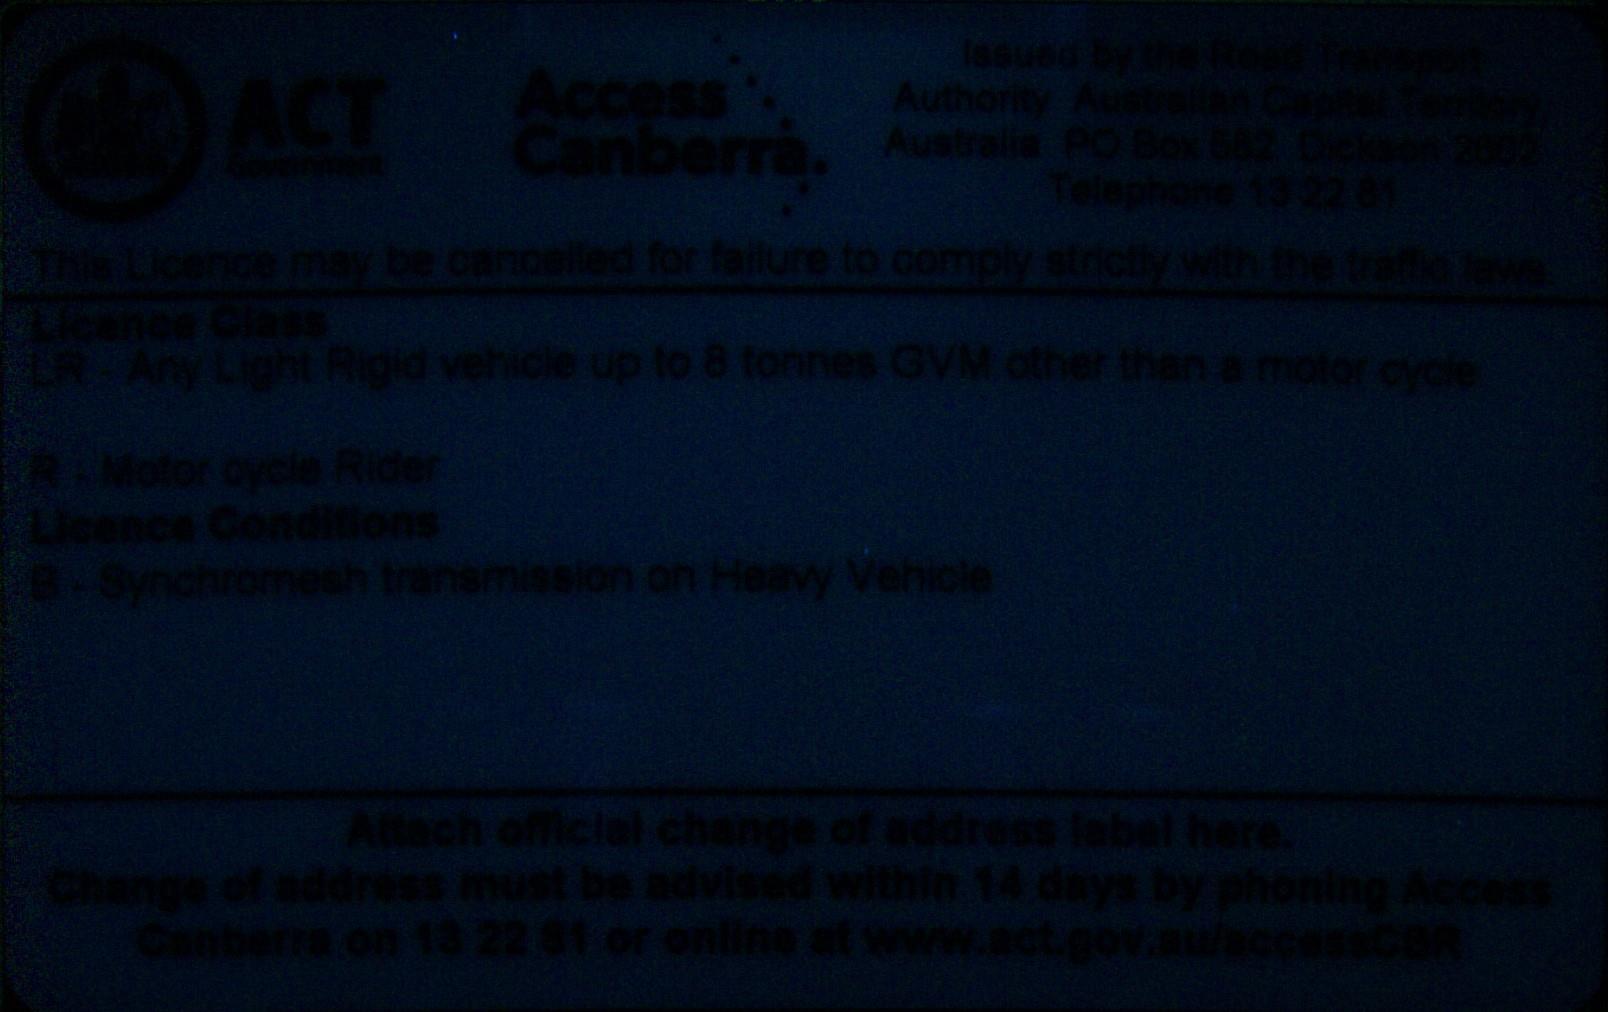 ACT
Government
Access
Canberra.
Issued by the Road Transport
Authority Australian Capital Territory,
Australia PO Box 582 Dickson 2602
Telephone 13 22 81
This Licence may be cancelled for failure to comply strictly with the traffic laws.
Licence Class
LR - Any Light Rigid vehicle up to 8 tonnes GVM other than a motor cycle
R - Motor cycle Rider
Licence Conditions
B - Synchromesh transmission on Heavy Vehicle
Attach official change of address label here.
Change of address must be advised within 14 days by phoning Access
Canberra on 13 22 81 or online at www.act.gov.au/accessCBR